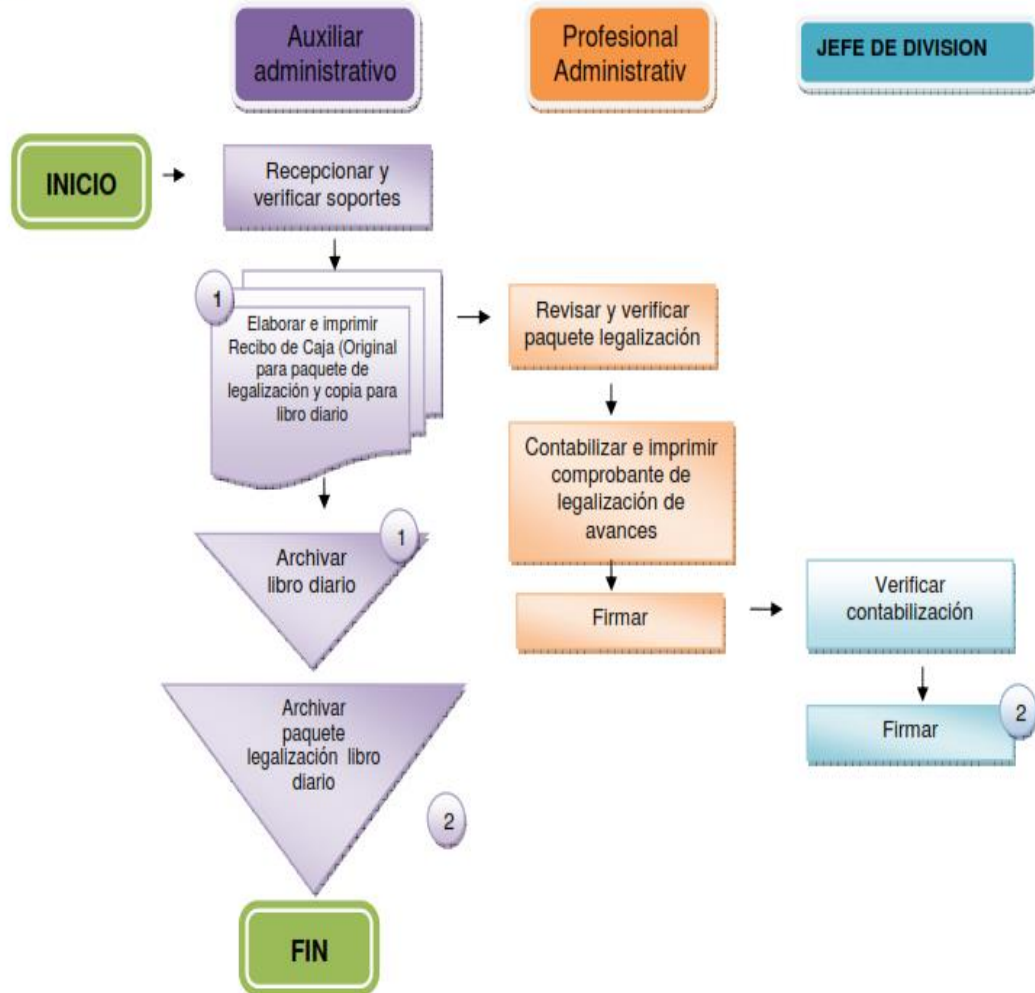 Auxiliar
administrativo
Profesional
Administrativ
JEFE DE DIVISION
INICIO
Recepcionar y
verificar soportes
1
Elaborar e imprimir
Recibo de Caja (Original
para paquete de
legalización y copia para
libro diario
Revisar y verificar
paquete legalización
Contabilizar e imprimir
comprobante de
legalización de
avances
1
Archivar
libro diario
Firmar
Verificar
contabilización
Firmar
2
Archivar
paquete
legalización libro
diario
2
FIN